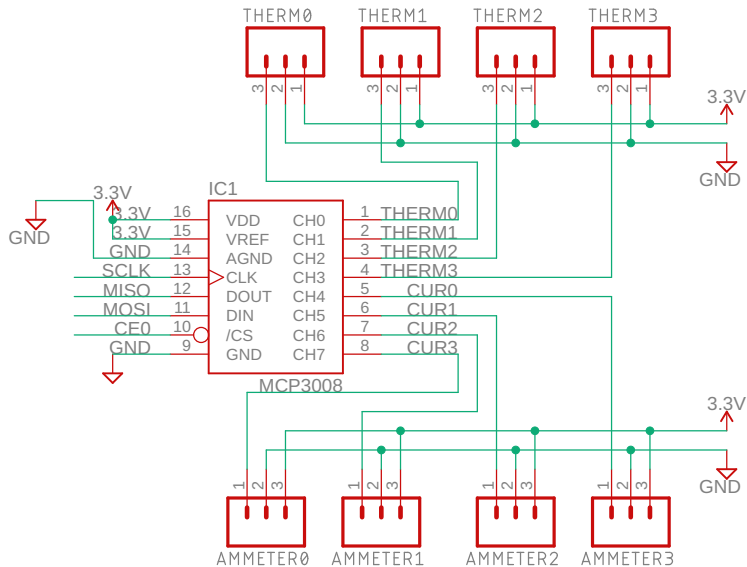 THERM0 THERM1 THERM2 THERM3
3 2 1 3 2 1 3 2 1 3 2 1
3.3V
GND
3.3V IC1
GND
3.3V 16 VDD CH0 1 THERM0
3.3V 15 VREF CH1 2 THERM1
GND 14 AGND CH2 3 THERM2
SCLK 13 CLK CH3 4 THERM3
MISO 12 DOUT CH4 5 CUR0
MOSI 11 DIN CH5 6 CUR1
CE0 10 /CS CH6 7 CUR2
GND 9 GND CH7 8 CUR3
MCP3008
3.3V
GND
1 2 3 1 2 3 1 2 3 1 2 3
AMMETER0 AMMETER1 AMMETER2 AMMETER3